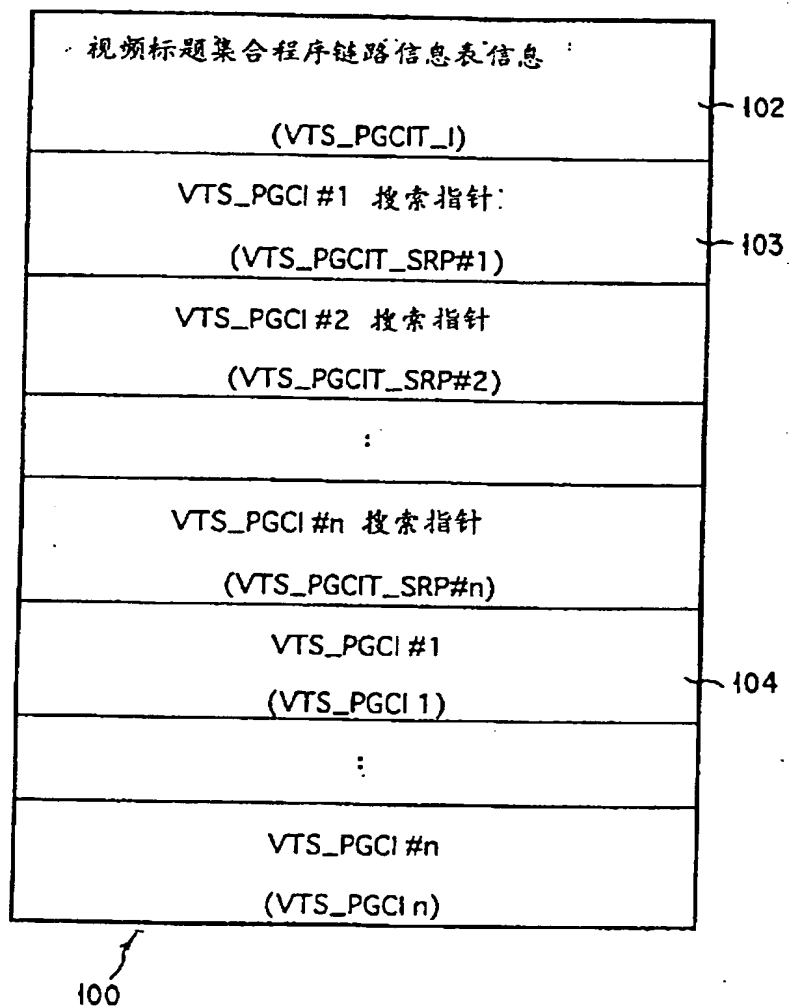 视频标题集合程序链路信息表信息
102
(VTS_PGCIT_I)
VTS_PGCI #1 搜索指针
103
(VTS_PGCIT_SRP#1)
VTS_PGCI #2 搜索指针
(VTS_PGCIT_SRP#2)
:
VTS_PGCI #n 搜索指针
(VTS_PGCIT_SRP#n)
VTS_PGCI #1
104
(VTS_PGCI 1)
:
VTS_PGCI #n
(VTS_PGCI n)
100